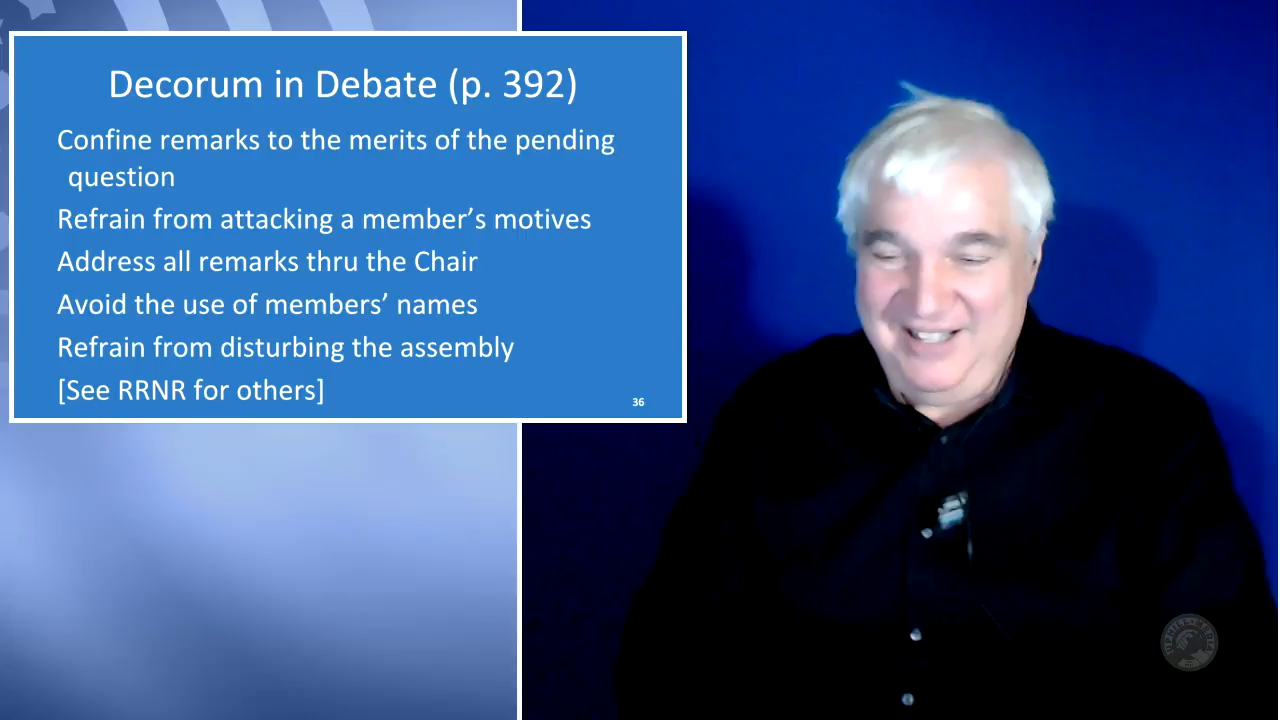 Decorum in Debate (p. 392)
Confine remarks to the merits of the pending
question
Refrain from attacking a member’s motives
Address all remarks thru the Chair
Avoid the use of members’ names
Refrain from disturbing the assembly
[See RRNR for others]
36